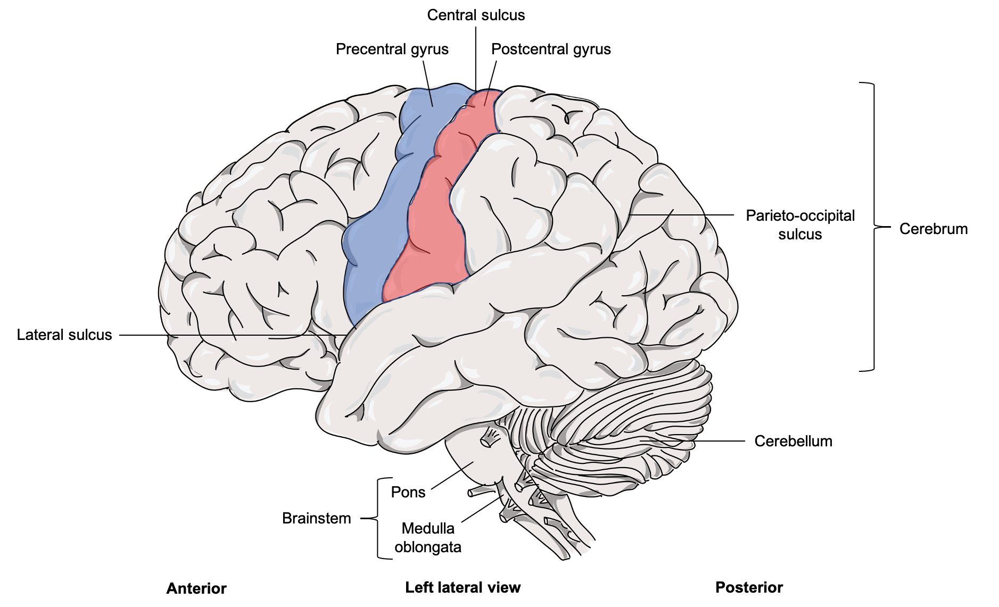 Central sulcus
Precentral gyrus
Postcentral gyrus
Parieto-occipital
sulcus
Cerebrum
Lateral sulcus
Cerebellum
Pons
Brainstem
Medulla
oblongata
Anterior
Left lateral view
Posterior